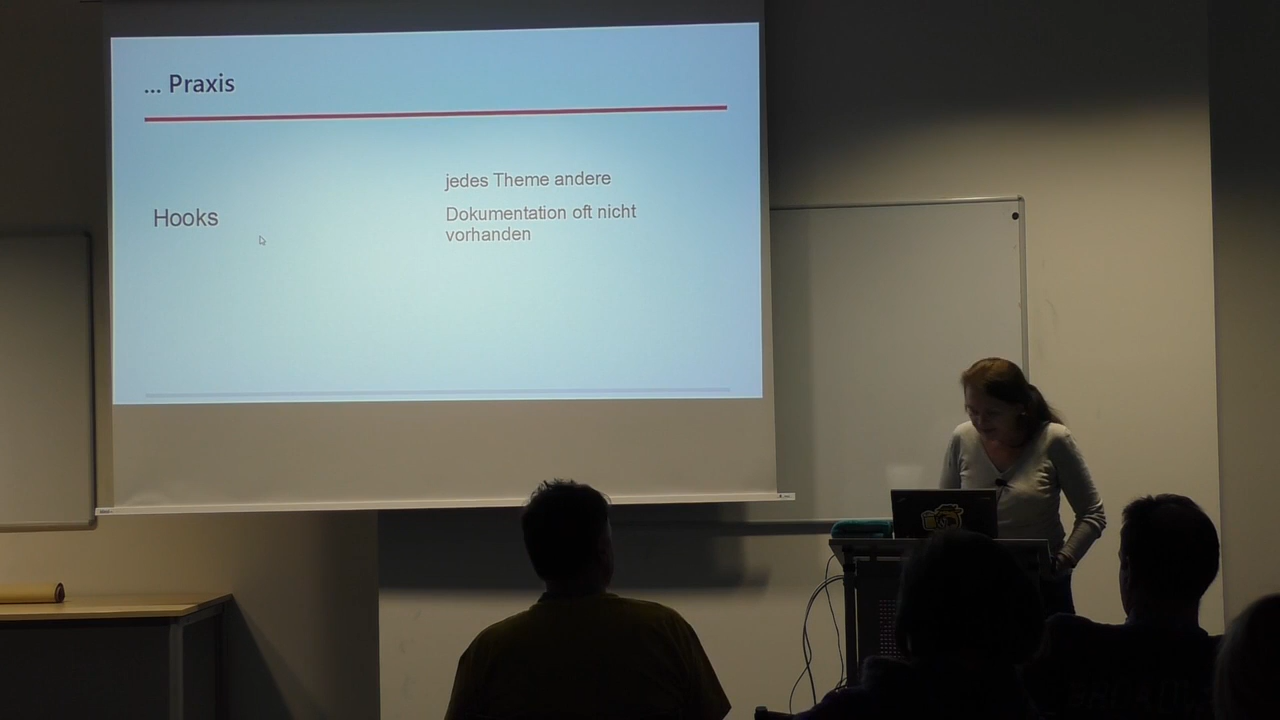 ... Praxis
jedes Theme andere
Hooks
Dokumentation oft nicht
vorhanden